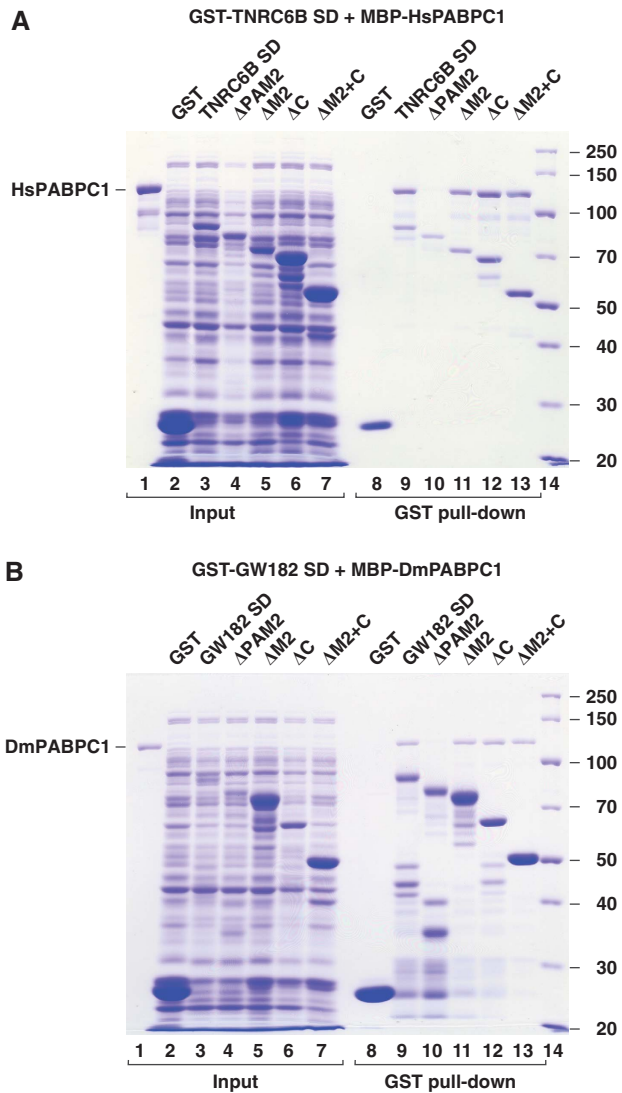 A
GST-TNRC6B SD + MBP-HsPABPC1
GST TNRC6B SD ΔPAM2 ΔM2 ΔC ΔM2+C GST TNRC6B SD ΔPAM2 ΔM2 ΔC ΔM2+C
HsPABPC1
250
150
100
70
50
40
30
20
1 2 3 4 5 6 7 8 9 10 11 12 13 14
Input GST pull-down
B
GST-GW182 SD + MBP-DmPABPC1
GST GW182 SD ΔPAM2 ΔM2 ΔC ΔM2+C GST GW182 SD ΔPAM2 ΔM2 ΔC ΔM2+C
DmPABPC1
250
150
100
70
50
40
30
20
1 2 3 4 5 6 7 8 9 10 11 12 13 14
Input GST pull-down